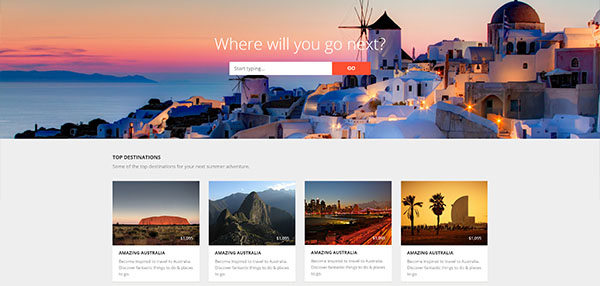 Where will you go next?
Start typing...
GO
TOP DESTINATIONS
Some of the top destinations for your next summer adventure.
$1,095
$1,095
$1,095
$1,095
AMAZING AUSTRALIA
AMAZING AUSTRALIA
AMAZING AUSTRALIA
AMAZING AUSTRALIA
Become inspired to travel to Australia.
Discover fantastic things to do & places
to go.
Become inspired to travel to Australia.
Discover fantastic things to do & places
to go.
Become inspired to travel to Australia.
Discover fantastic things to do & places
to go.
Become inspired to travel to Australia.
Discover fantastic things to do & places
to go.